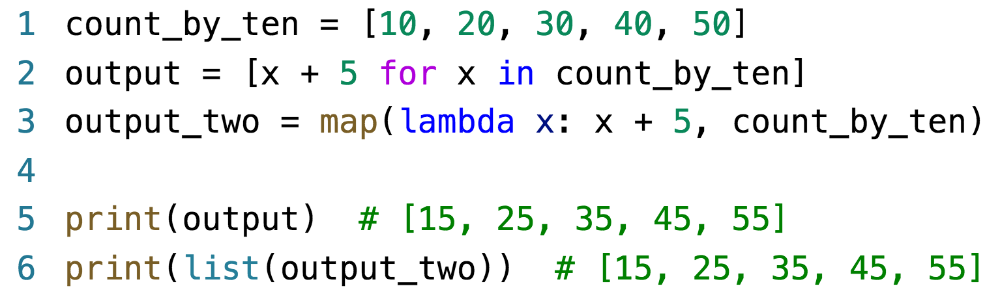 1 count_by_ten = [10, 20, 30, 40, 50]
2 output = [x + 5 for x in count_by_ten]
3 output_two = map(lambda x: x + 5, count_by_ten)
4
5 print(output)  # [15, 25, 35, 45, 55]
6 print(list(output_two))  # [15, 25, 35, 45, 55]